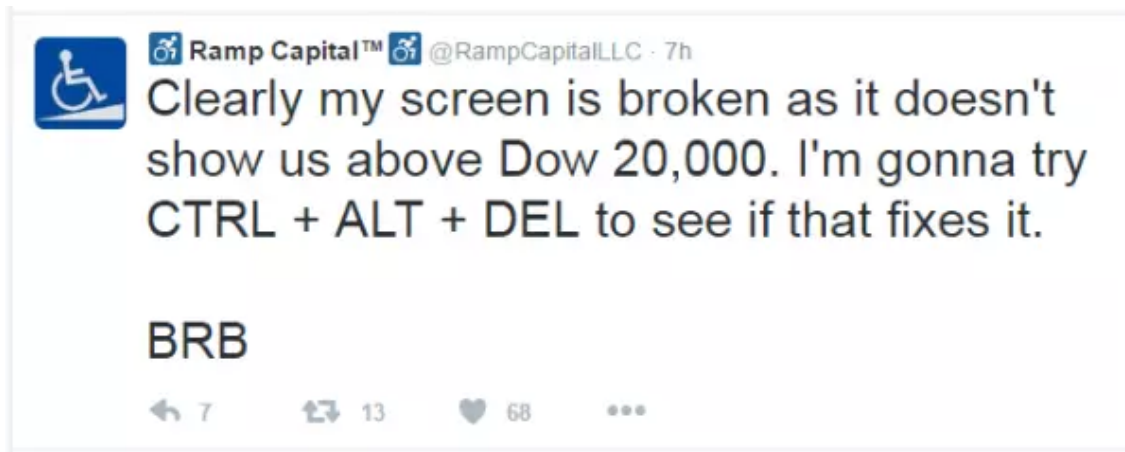 ♿ Ramp Capital™ ♿ @RampCapitalLLC · 7h
Clearly my screen is broken as it doesn't
show us above Dow 20,000. I'm gonna try
CTRL + ALT + DEL to see if that fixes it.
BRB
7 13 68 •••